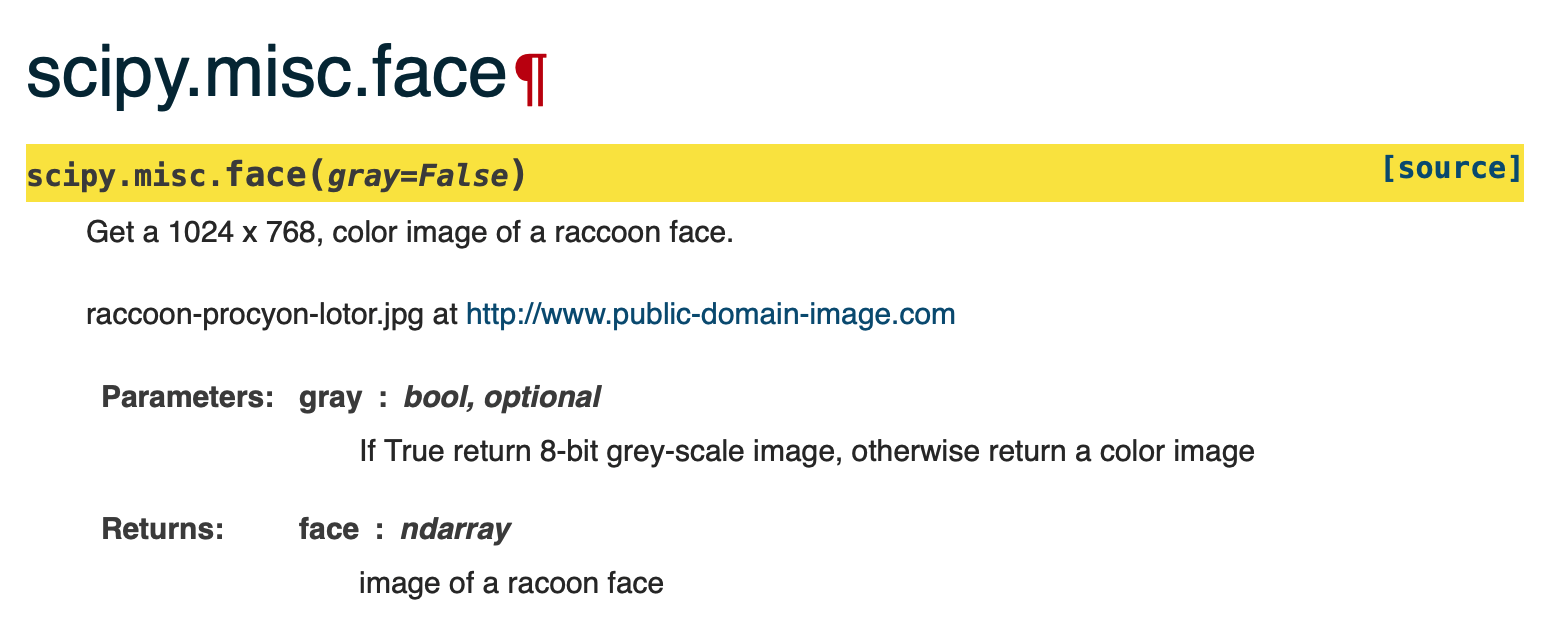 scipy.misc.face¶
scipy.misc.face(gray=False) [source]
Get a 1024 x 768, color image of a raccoon face.
raccoon-procyon-lotor.jpg at http://www.public-domain-image.com
Parameters: gray : bool, optional
If True return 8-bit grey-scale image, otherwise return a color image
Returns: face : ndarray
image of a racoon face